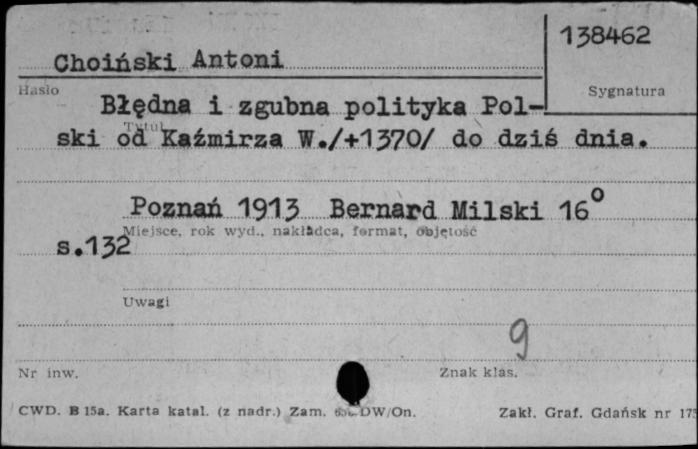 138462
Choiński Antoni
Hasło
Sygnatura
Błędna i zgubna polityka Pol-
Tytuł
ski od Kaźmirza W./+1370/ do dziś dnia.
Poznań 1913 Bernard Milski 16⁰
Miejsce, rok wyd., nakładca, format, objętość
s.132
Uwagi
9
Nr inw.
Znak klas.
CWD. B 15a. Karta katal. (z nadr.) Zam. DW/On.
Zakł. Graf. Gdańsk nr